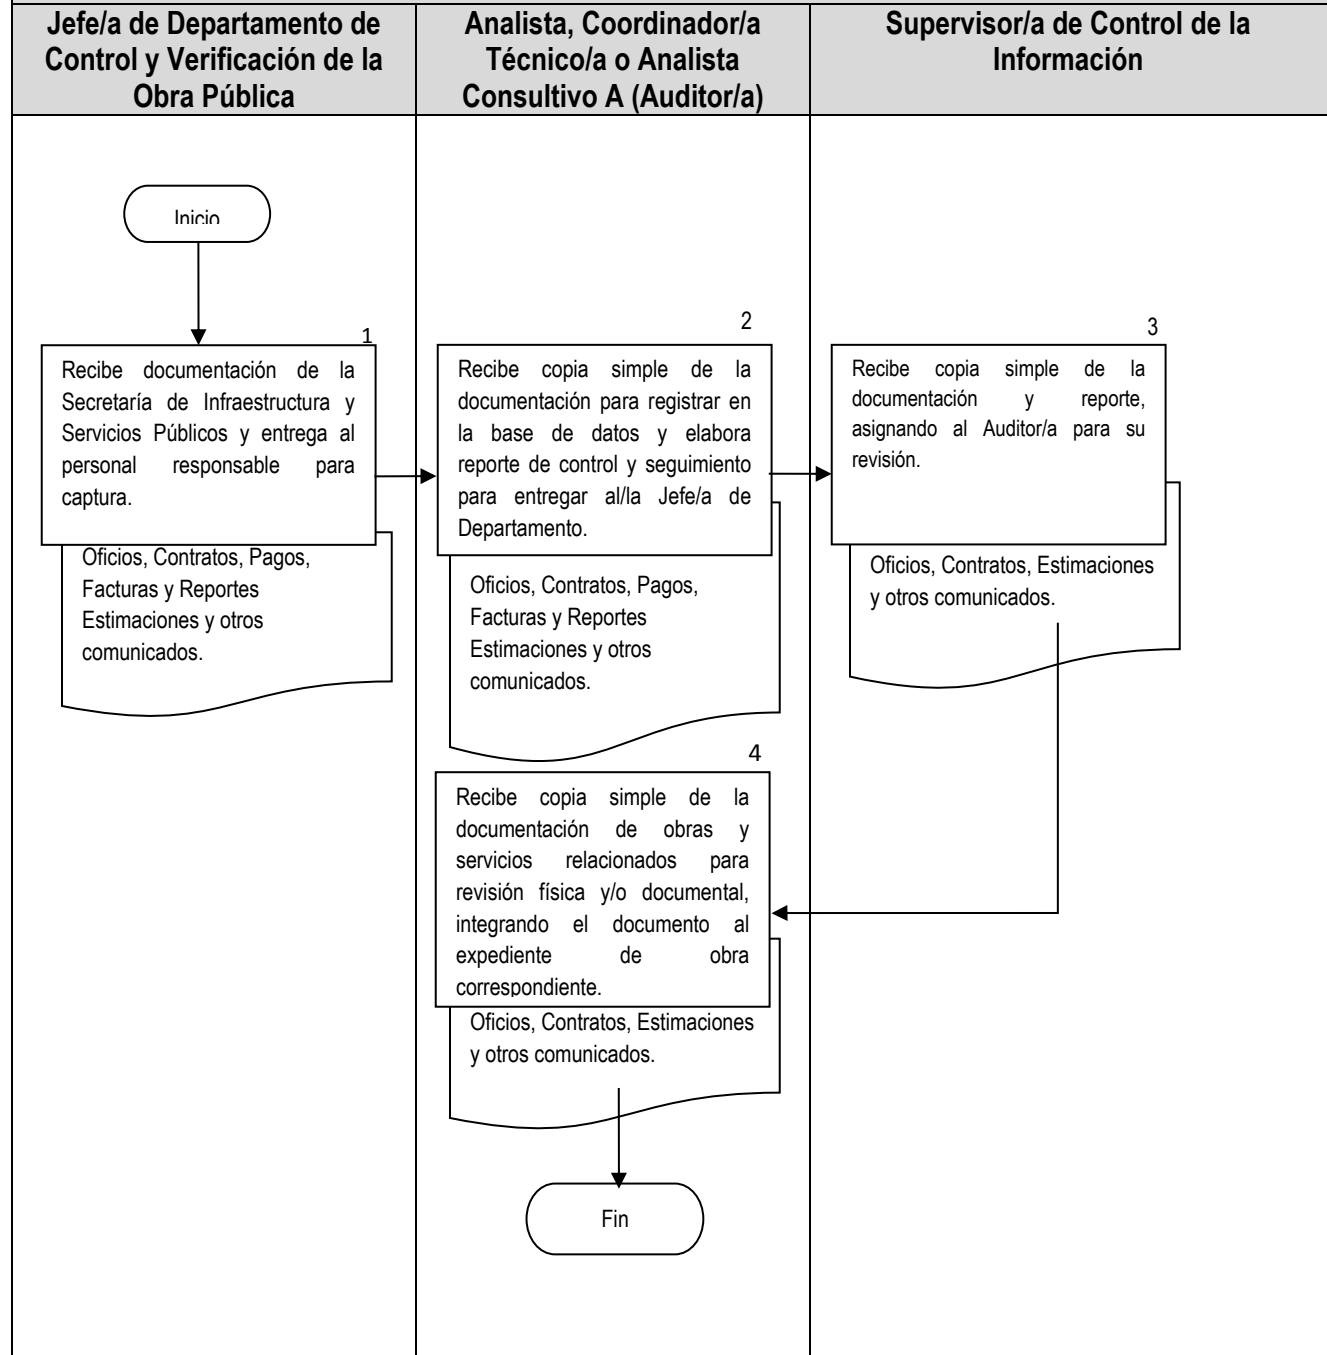 Jefe/a de Departamento de
Control y Verificación de la
Obra Pública
Analista, Coordinador/a
Técnico/a o Analista
Consultivo A (Auditor/a)
Supervisor/a de Control de la
Información
Inicio
1
Recibe documentación de la
Secretaría de Infraestructura y
Servicios Públicos y entrega al
personal responsable para
captura.
Oficios, Contratos, Pagos,
Facturas y Reportes
Estimaciones y otros
comunicados.
2
Recibe copia simple de la
documentación para registrar en
la base de datos y elabora
reporte de control y seguimiento
para entregar al/la Jefe/a de
Departamento.
Oficios, Contratos, Pagos,
Facturas y Reportes
Estimaciones y otros
comunicados.
3
Recibe copia simple de la
documentación y reporte,
asignando al Auditor/a para su
revisión.
Oficios, Contratos, Estimaciones
y otros comunicados.
4
Recibe copia simple de la
documentación de obras y
servicios relacionados para
revisión física y/o documental,
integrando el documento al
expediente de obra
correspondiente.
Oficios, Contratos, Estimaciones
y otros comunicados.
Fin